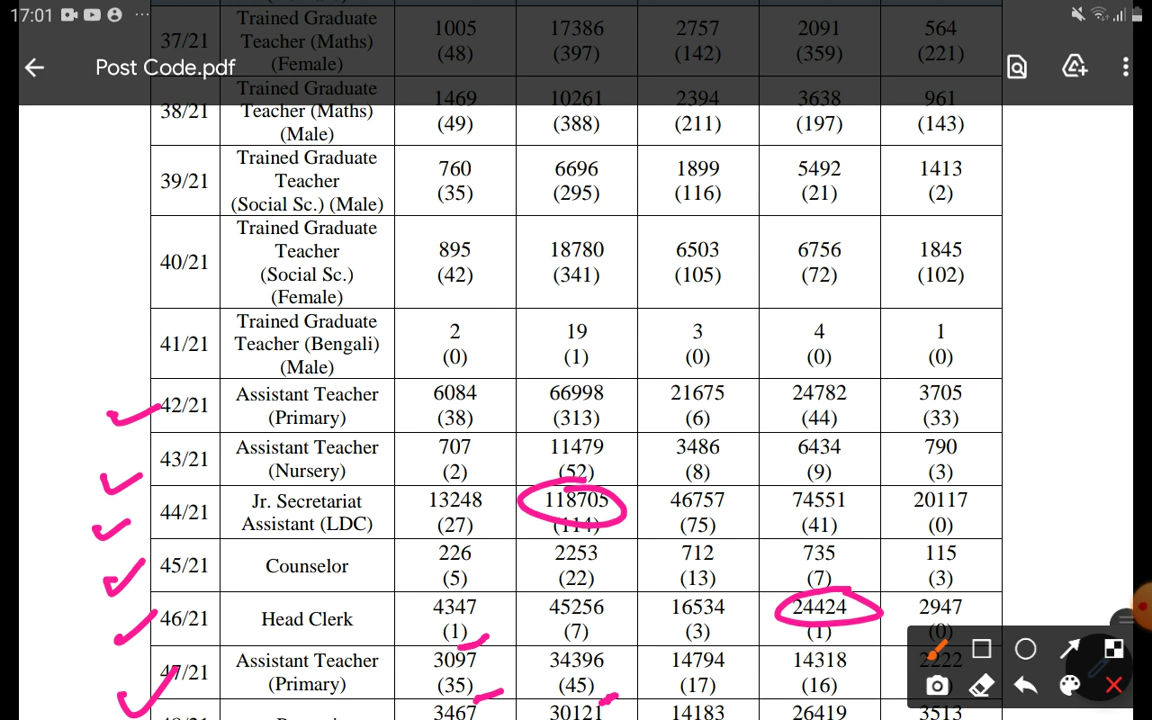 17:01
Post Code.pdf
37/21 Trained Graduate Teacher (Maths) (Female) 1005 (48) 17386 (397) 2757 (142) 2091 (359) 564 (221)
38/21 Trained Graduate Teacher (Maths) (Male) 1469 (49) 10261 (388) 2394 (211) 3638 (197) 961 (143)
39/21 Trained Graduate Teacher (Social Sc.) (Male) 760 (35) 6696 (295) 1899 (116) 5492 (21) 1413 (2)
40/21 Trained Graduate Teacher (Social Sc.) (Female) 895 (42) 18780 (341) 6503 (105) 6756 (72) 1845 (102)
41/21 Trained Graduate Teacher (Bengali) (Male) 2 (0) 19 (1) 3 (0) 4 (0) 1 (0)
42/21 Assistant Teacher (Primary) 6084 (38) 66998 (313) 21675 (6) 24782 (44) 3705 (33)
43/21 Assistant Teacher (Nursery) 707 (2) 11479 (52) 3486 (8) 6434 (9) 790 (3)
44/21 Jr. Secretariat Assistant (LDC) 13248 (27) 118705 (114) 46757 (75) 74551 (41) 20117 (0)
45/21 Counselor 226 (5) 2253 (22) 712 (13) 735 (7) 115 (3)
46/21 Head Clerk 4347 (1) 45256 (7) 16534 (3) 24424 (1) 2947 (0)
47/21 Assistant Teacher (Primary) 3097 (35) 34396 (45) 14794 (17) 14318 (16) 2222
3467 30121 14183 26419 3513